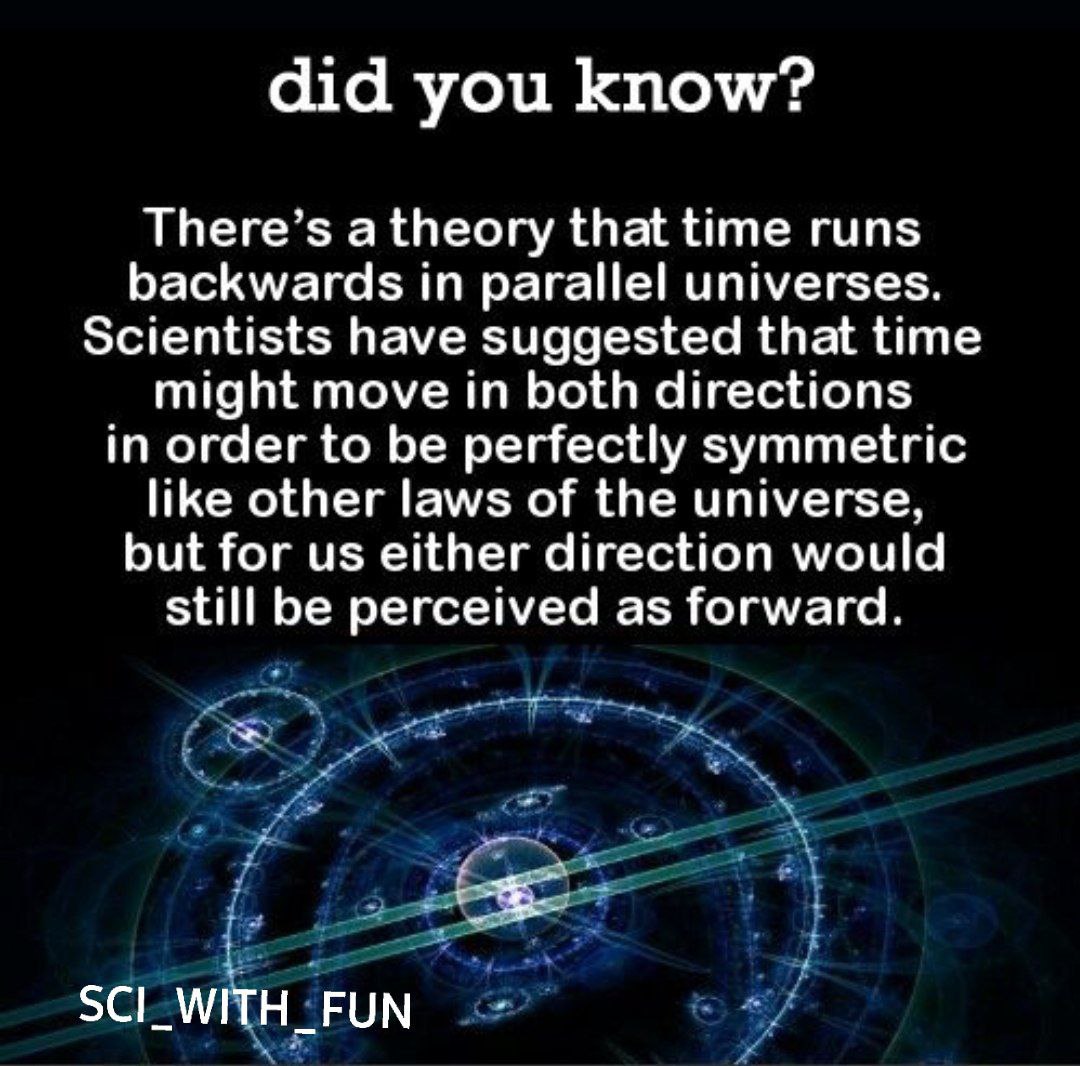 did you know?
There’s a theory that time runs
backwards in parallel universes.
Scientists have suggested that time
might move in both directions
in order to be perfectly symmetric
like other laws of the universe,
but for us either direction would
still be perceived as forward.
SCI_WITH_FUN